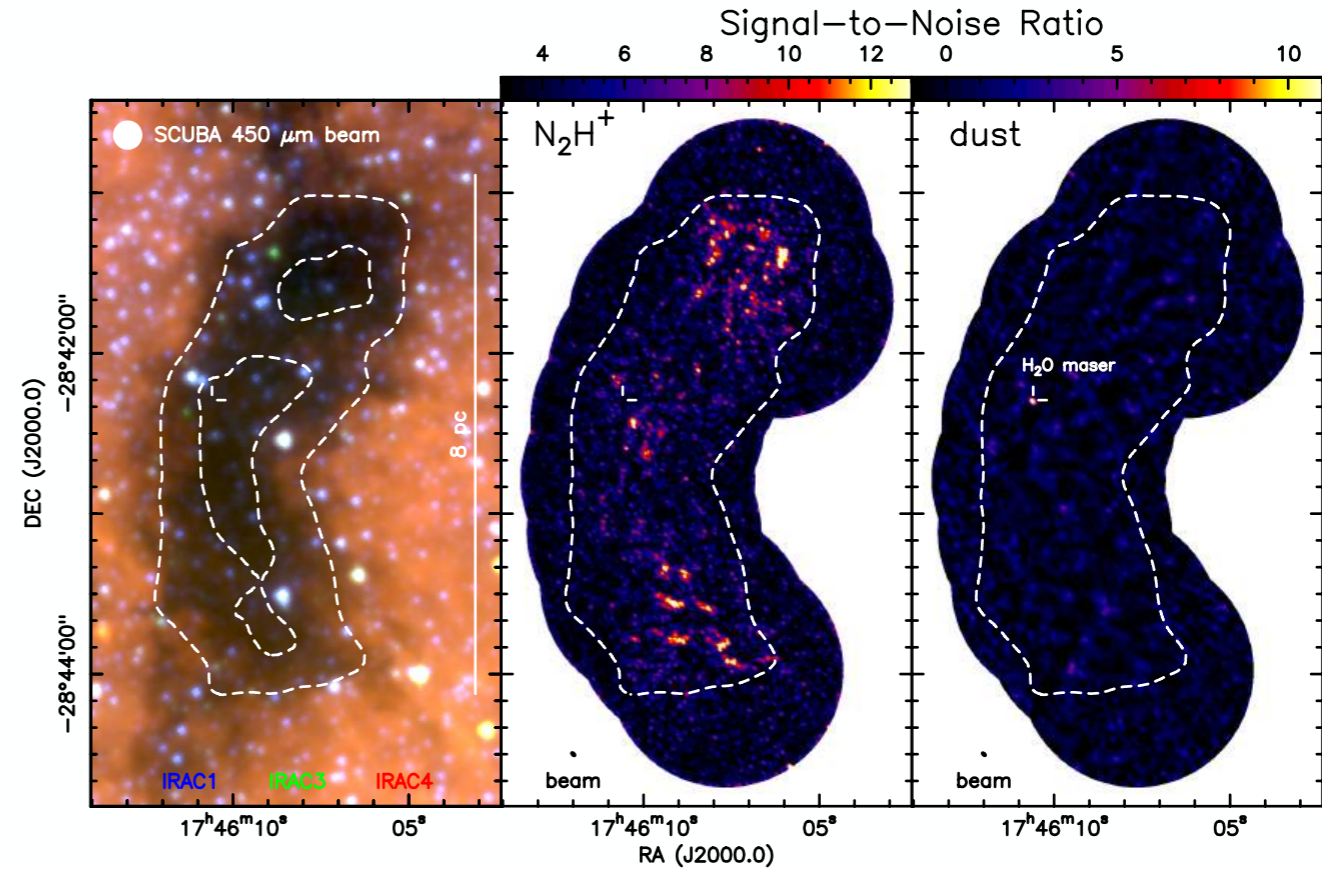 Signal-to-Noise Ratio
4 6 8 10 12
0 5 10
SCUBA 450 μm beam
N₂H⁺
dust
H₂O maser
8 pc
DEC (J2000.0)
-28°42'00"
-28°44'00"
IRAC1 IRAC3 IRAC4
beam
beam
17ʰ46ᵐ10ˢ 05ˢ
17ʰ46ᵐ10ˢ 05ˢ
17ʰ46ᵐ10ˢ 05ˢ
RA (J2000.0)